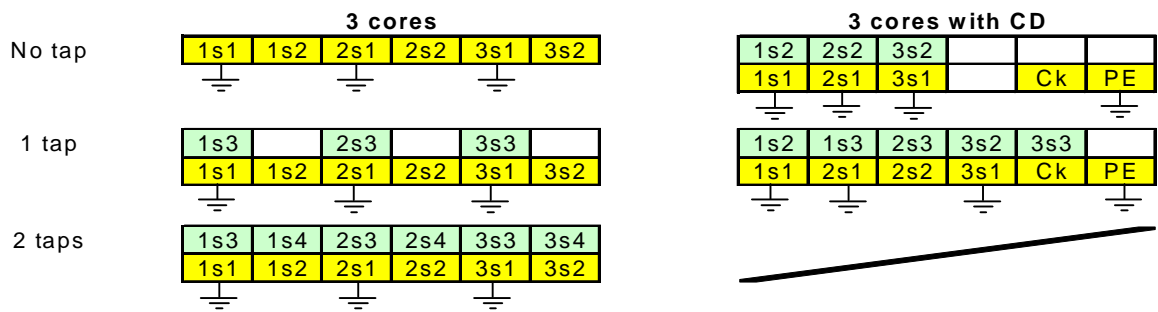 3 cores 3 cores with CD
No tap 1s1 1s2 2s1 2s2 3s1 3s2
1s2 2s2 3s2
1s1 2s1 3s1 Ck PE
1 tap 1s3 2s3 3s3
1s1 1s2 2s1 2s2 3s1 3s2
1s2 1s3 2s3 3s2 3s3
1s1 2s1 2s2 3s1 Ck PE
2 taps 1s3 1s4 2s3 2s4 3s3 3s4
1s1 1s2 2s1 2s2 3s1 3s2